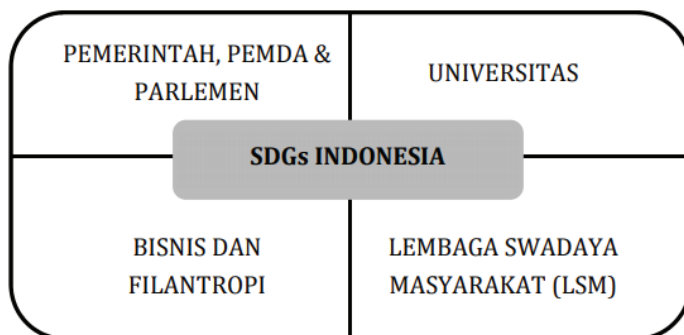 PEMERINTAH, PEMDA &
PARLEMEN
UNIVERSITAS
SDGs INDONESIA
BISNIS DAN
FILANTROPI
LEMBAGA SWADAYA
MASYARAKAT (LSM)